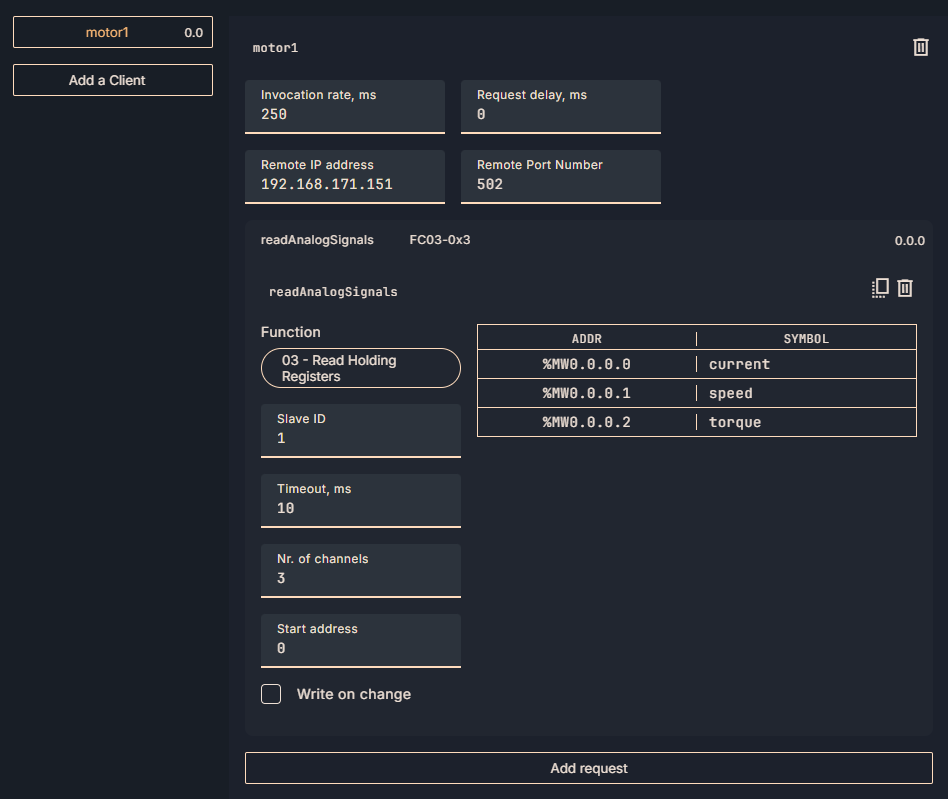 motor1 0.0
Add a Client
motor1
Invocation rate, ms
250
Request delay, ms
0
Remote IP address
192.168.171.151
Remote Port Number
502
readAnalogSignals FC03-0x3 0.0.0
readAnalogSignals
Function
03 - Read Holding
Registers
Slave ID
1
Timeout, ms
10
Nr. of channels
3
Start address
0
Write on change
ADDR SYMBOL
%MW0.0.0.0 current
%MW0.0.0.1 speed
%MW0.0.0.2 torque
Add request